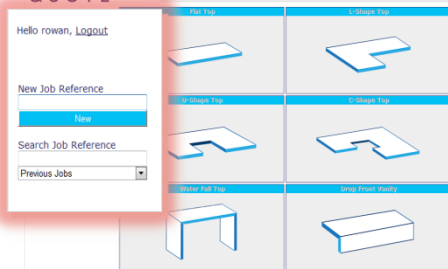 Hello rowan, Logout
New Job Reference
New
Search Job Reference
Previous Jobs
Flat Top
L-Shape Top
U-Shape Top
C-Shape Top
Water Fall Top
Drop Front Vanity